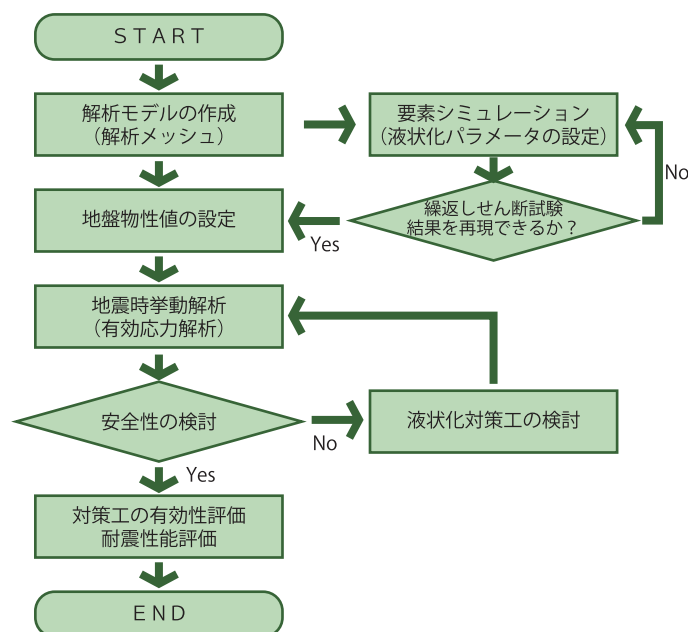 ＳＴＡＲＴ
解析モデルの作成
（解析メッシュ）
要素シミュレーション
（液状化パラメータの設定）
No
繰返しせん断試験
結果を再現できるか？
Yes
地盤物性値の設定
地震時挙動解析
（有効応力解析）
安全性の検討
No
液状化対策工の検討
Yes
対策工の有効性評価
耐震性能評価
ＥＮＤ